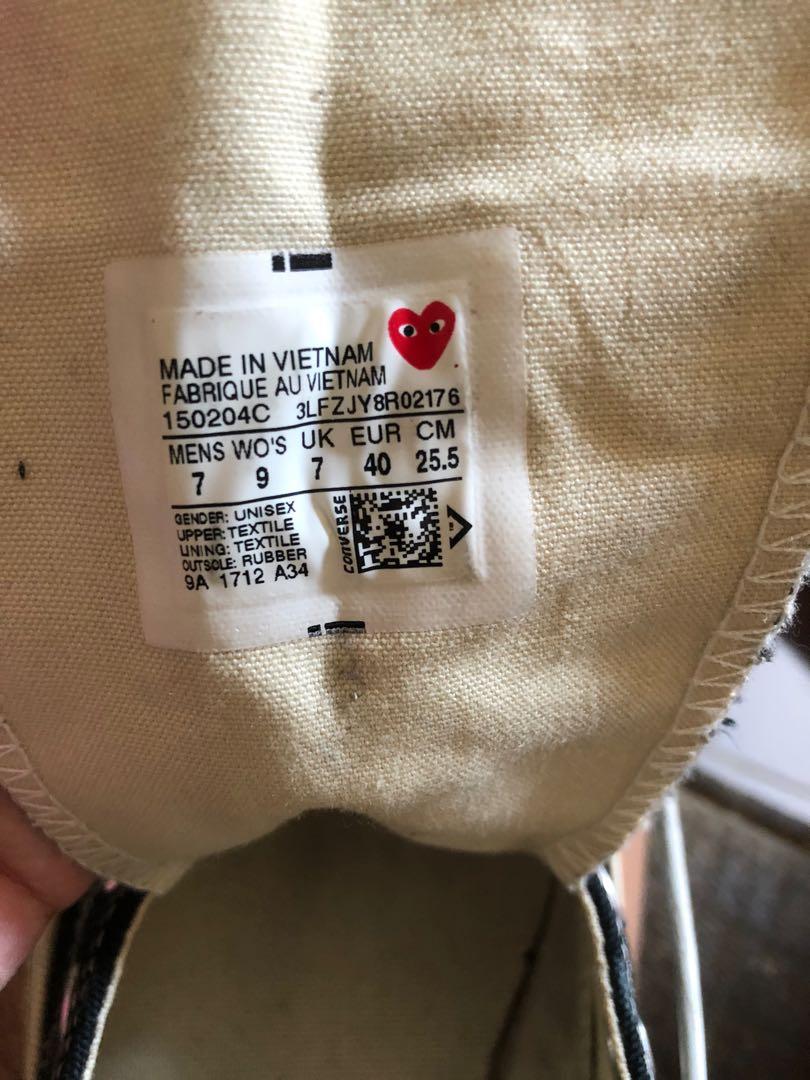 MADE IN VIETNAM
FABRIQUE AU VIETNAM
150204C 3LFZJY8R02176
MENS WO'S UK EUR CM
7 9 7 40 25.5
GENDER: UNISEX
UPPER: TEXTILE
LINING: TEXTILE
OUTSOLE: RUBBER
9A 1712 A34
CONVERSE
TM